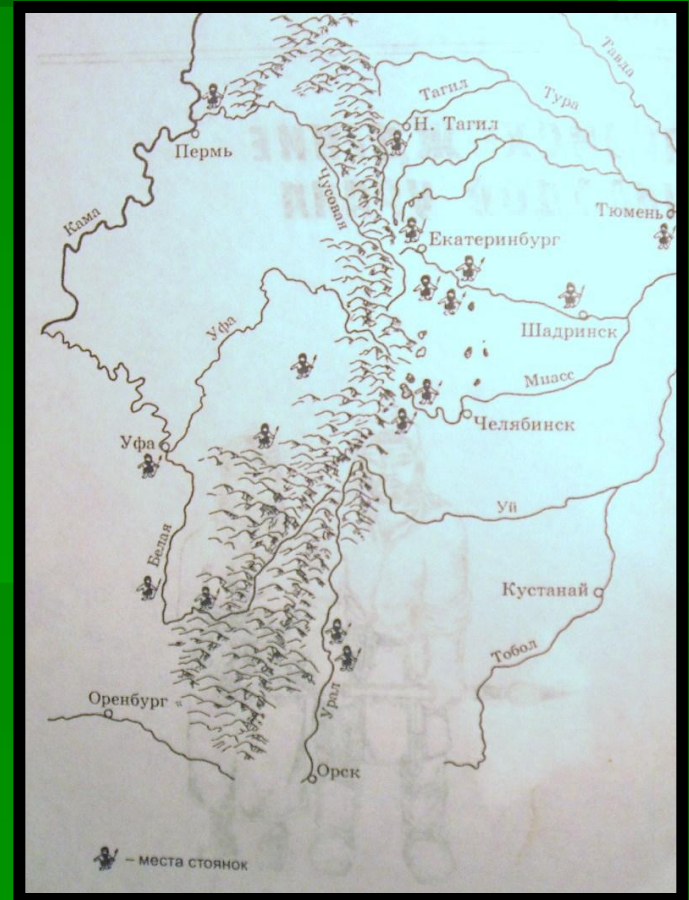 Тавда
Тагил
Тура
Н. Тагил
Пермь
Чусовая
Кама
Тюмень
Екатеринбург
Уфа
Шадринск
Миасс
Челябинск
Уфа
Уй
Белая
Кустанай
Тобол
Урал
Оренбург
Орск
– места стоянок